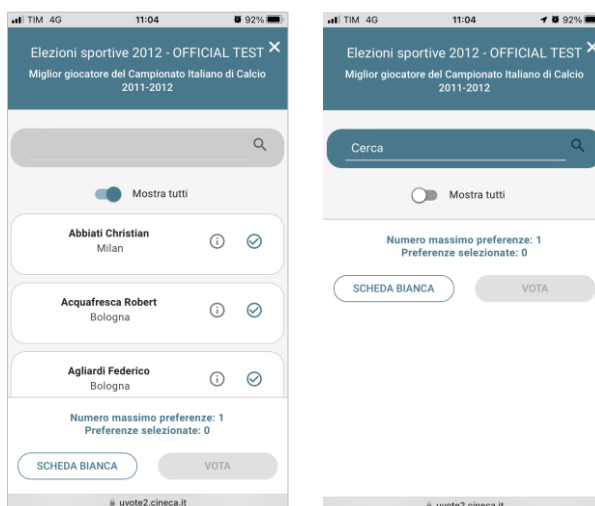 TIM 4G 11:04 92%
Elezioni sportive 2012 - OFFICIAL TEST ×
Miglior giocatore del Campionato Italiano di Calcio
2011-2012
Mostra tutti
Abbiati Christian
Milan
Acquafresca Robert
Bologna
Agliardi Federico
Bologna
Numero massimo preferenze: 1
Preferenze selezionate: 0
SCHEDA BIANCA VOTA
uvote2.cineca.it
TIM 4G 11:04 92%
Elezioni sportive 2012 - OFFICIAL TEST ×
Miglior giocatore del Campionato Italiano di Calcio
2011-2012
Cerca
Mostra tutti
Numero massimo preferenze: 1
Preferenze selezionate: 0
SCHEDA BIANCA VOTA
uvote2.cineca.it